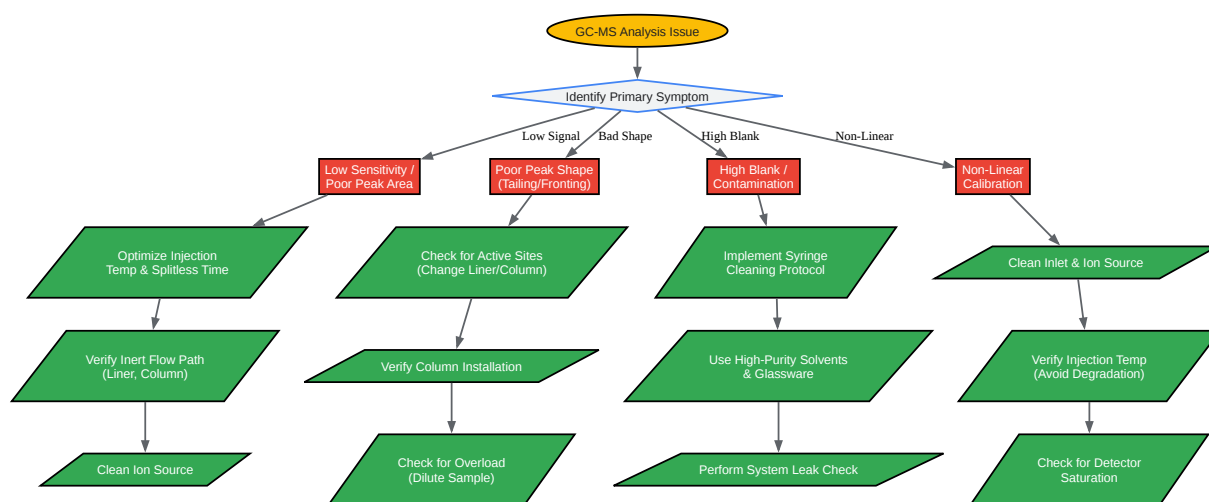 GC-MS Analysis Issue
Identify Primary Symptom
Low Signal
Bad Shape
High Blank
Non-Linear
Low Sensitivity /
Poor Peak Area
Poor Peak Shape
(Tailing/Fronting)
High Blank /
Contamination
Non-Linear
Calibration
Optimize Injection
Temp & Splitless Time
Check for Active Sites
(Change Liner/Column)
Implement Syringe
Cleaning Protocol
Clean Inlet & Ion Source
Verify Inert Flow Path
(Liner, Column)
Verify Column Installation
Use High-Purity Solvents
& Glassware
Verify Injection Temp
(Avoid Degradation)
Clean Ion Source
Check for Overload
(Dilute Sample)
Perform System Leak Check
Check for Detector
Saturation